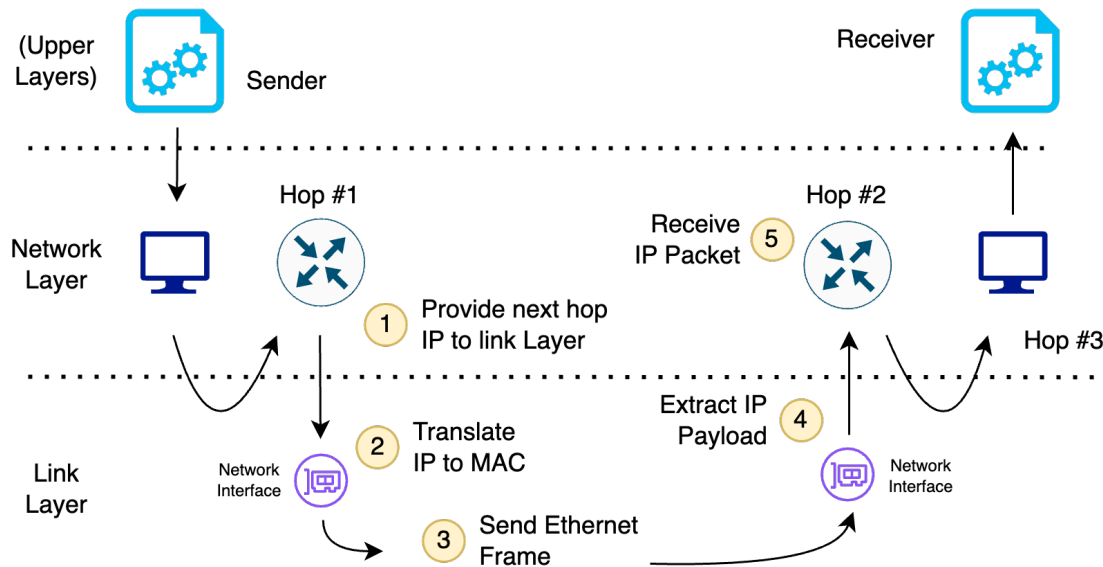 (Upper
Layers)
Sender
Receiver
Hop #1
Hop #2
Network
Layer
Receive
IP Packet
5
1
Provide next hop
IP to link Layer
Hop #3
Extract IP
Payload
4
2
Translate
IP to MAC
Link
Layer
Network
Interface
Network
Interface
3
Send Ethernet
Frame